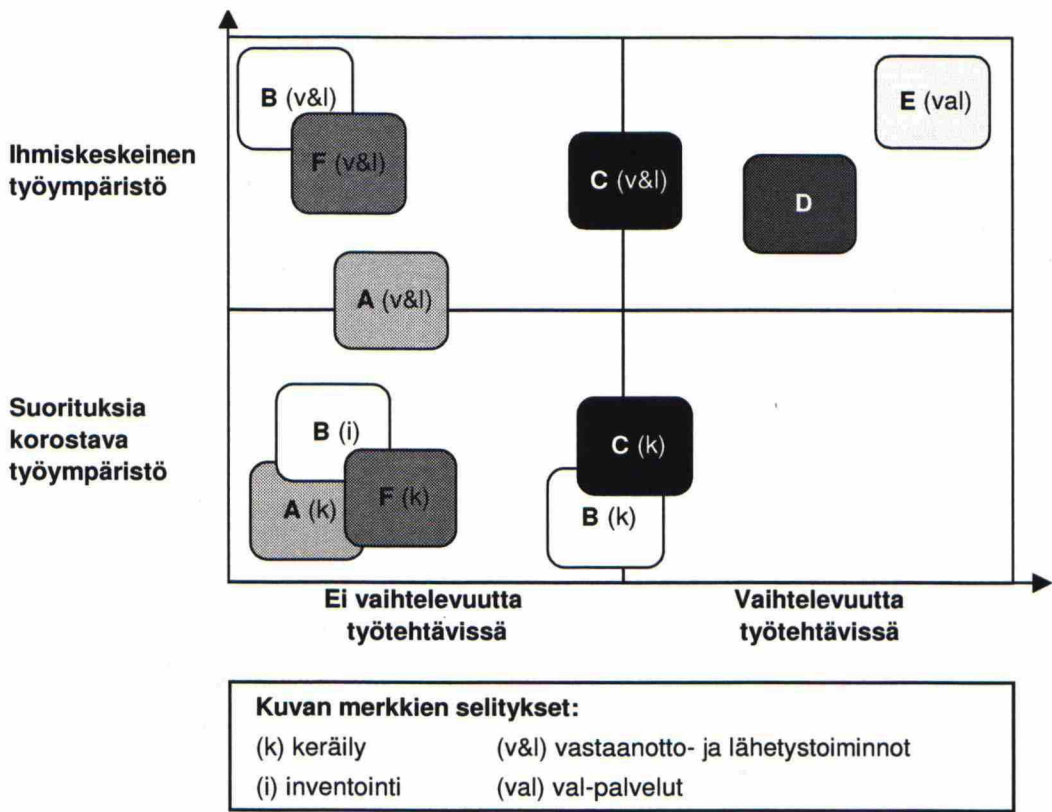 B (v&l)
E (val)
Ihmiskeskeinen
työympäristö
F (v&l)
C (v&l)
D
A (v&l)
Suorituksia
korostava
työympäristö
B (i)
C (k)
A (k)
F (k)
B (k)
Ei vaihtelevuutta
työtehtävissä
Vaihtelevuutta
työtehtävissä
Kuvan merkkien selitykset:
(k) keräily (v&l) vastaanotto- ja lähetystoiminnot
(i) inventointi (val) val-palvelut